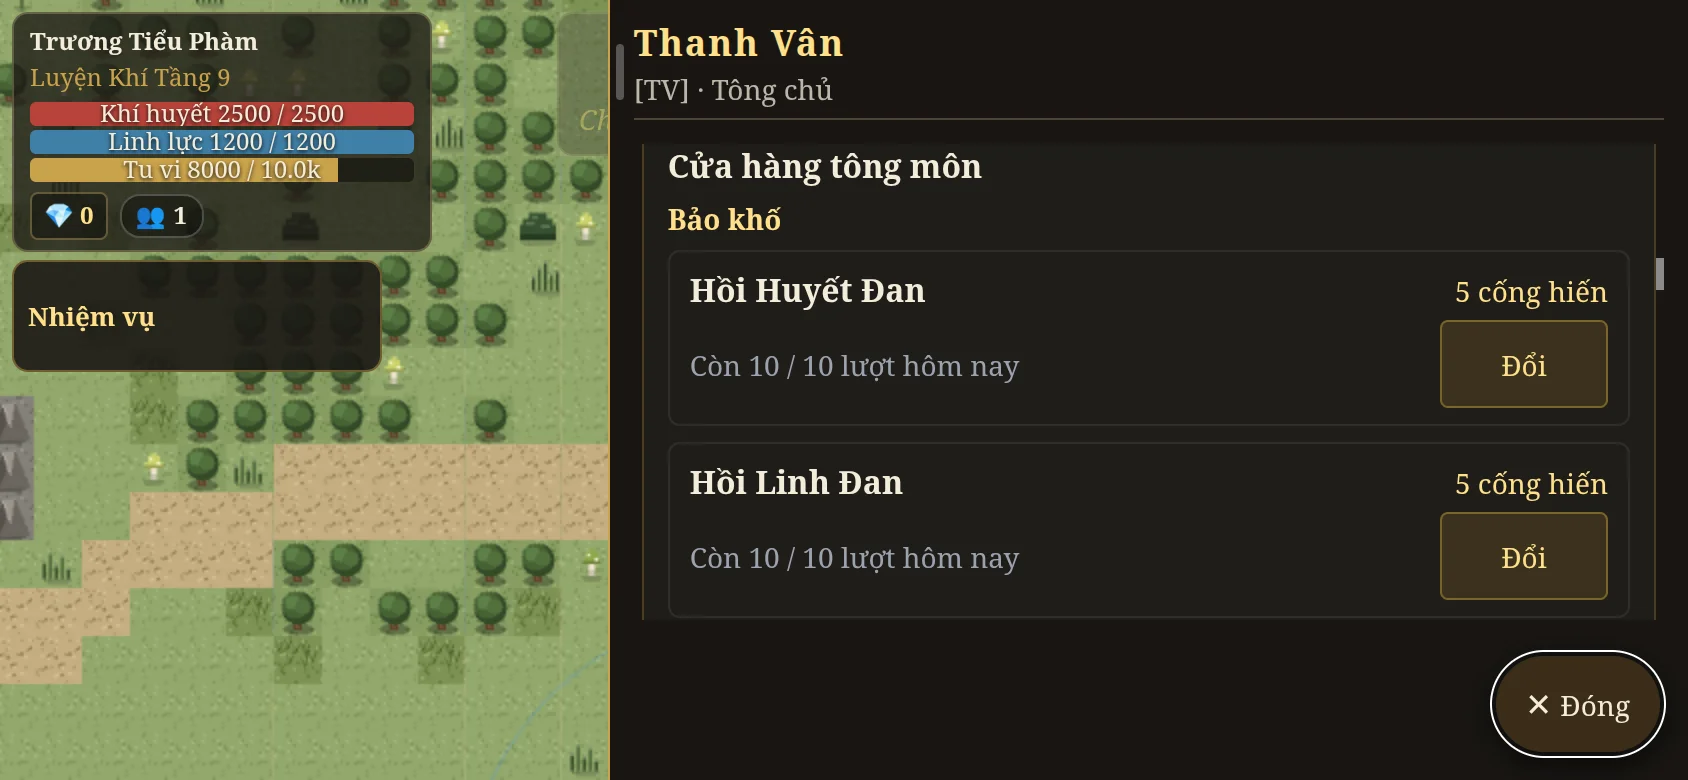 Trương Tiểu Phàm
Luyện Khí Tầng 9
Khí huyết 2500 / 2500
Linh lực 1200 / 1200
Tu vi 8000 / 10.0k
0
1
Nhiệm vụ
Thanh Vân
[TV] · Tông chủ
Cửa hàng tông môn
Bảo khố
Hồi Huyết Đan
5 cống hiến
Còn 10 / 10 lượt hôm nay
Đổi
Hồi Linh Đan
5 cống hiến
Còn 10 / 10 lượt hôm nay
Đổi
✕ Đóng